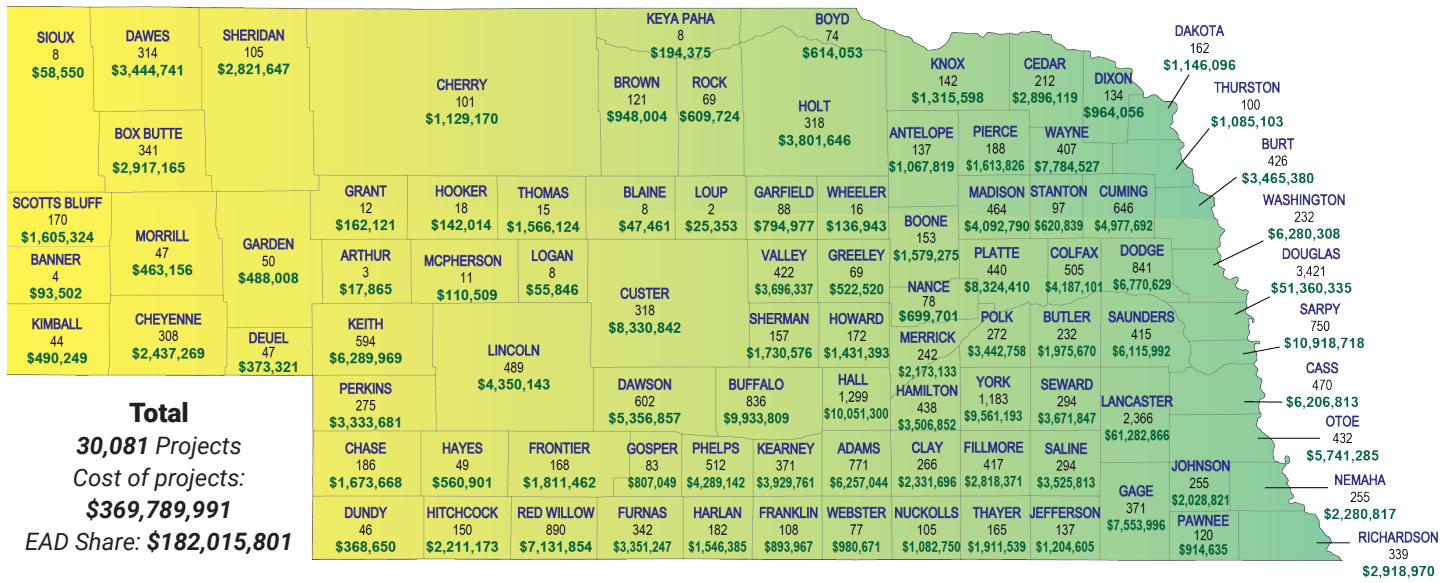 SIOUX
8
$58,550
DAWES
314
$3,444,741
SHERIDAN
105
$2,821,647
BOX BUTTE
341
$2,917,165
CHERRY
101
$1,129,170
KEYA PAHA
8
$194,375
BOYD
74
$614,053
BROWN
121
$948,004
ROCK
69
$609,724
HOLT
318
$3,801,646
KNOX
142
$1,315,598
CEDAR
212
$2,896,119
DIXON
134
$964,056
DAKOTA
162
$1,146,096
THURSTON
100
$1,085,103
ANTELOPE
137
$1,067,819
PIERCE
188
$1,613,826
WAYNE
407
$7,784,527
BURT
426
$3,465,380
SCOTTS BLUFF
170
$1,605,324
BANNER
4
$93,502
KIMBALL
44
$490,249
MORRILL
47
$463,156
CHEYENNE
308
$2,437,269
GARDEN
50
$488,008
DEUEL
47
$373,321
GRANT
12
$162,121
HOOKER
18
$142,014
THOMAS
15
$1,566,124
BLAINE
8
$47,461
LOUP
2
$25,353
GARFIELD
88
$794,977
WHEELER
16
$136,943
BOONE
153
$1,579,275
MADISON
464
$4,092,790
STANTON
97
$620,839
CUMING
646
$4,977,692
WASHINGTON
232
$6,280,308
ARTHUR
3
$17,865
MCPHERSON
11
$110,509
LOGAN
8
$55,846
CUSTER
318
$8,330,842
VALLEY
422
$3,696,337
GREELEY
69
$522,520
NANCE
78
$699,701
PLATTE
440
$8,324,410
COLFAX
505
$4,187,101
DODGE
841
$6,770,629
DOUGLAS
3,421
$51,360,335
KEITH
594
$6,289,969
LINCOLN
489
$4,350,143
SHERMAN
157
$1,730,576
HOWARD
172
$1,431,393
MERRICK
242
$2,173,133
POLK
272
$3,442,758
BUTLER
232
$1,975,670
SAUNDERS
415
$6,115,992
SARPY
750
$10,918,718
CASS
470
$6,206,813
PERKINS
275
$3,333,681
DAWSON
602
$5,356,857
BUFFALO
836
$9,933,809
HALL
1,299
$10,051,300
HAMILTON
438
$3,506,852
YORK
1,183
$9,561,193
SEWARD
294
$3,671,847
LANCASTER
2,366
$61,282,866
OTOE
432
$5,741,285
CHASE
186
$1,673,668
HAYES
49
$560,901
FRONTIER
168
$1,811,462
GOSPER
83
$807,049
PHELPS
512
$4,289,142
KEARNEY
371
$3,929,761
ADAMS
771
$6,257,044
CLAY
266
$2,331,696
FILLMORE
417
$2,818,371
SALINE
294
$3,525,813
GAGE
371
$7,553,996
JOHNSON
255
$2,028,821
NEMAHA
255
$2,280,817
DUNDY
46
$368,650
HITCHCOCK
150
$2,211,173
RED WILLOW
890
$7,131,854
FURNAS
342
$3,351,247
HARLAN
182
$1,546,385
FRANKLIN
108
$893,967
WEBSTER
77
$980,671
NUCKOLLS
105
$1,082,750
THAYER
165
$1,911,539
JEFFERSON
137
$1,204,605
PAWNEE
120
$914,635
RICHARDSON
339
$2,918,970
Total
30,081 Projects
Cost of projects:
$369,789,991
EAD Share: $182,015,801